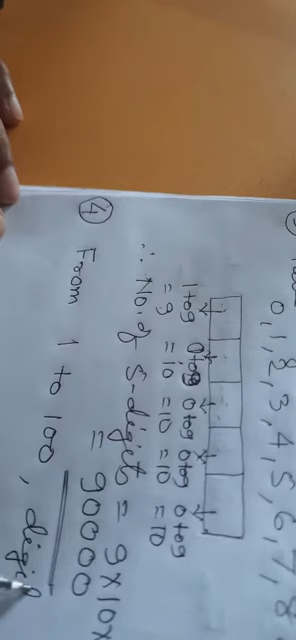 0, 1, 2, 3, 4, 5, 6, 7, 8
1 to 9 0 to 9 0 to 9 0 to 9 0 to 9
= 9 = 10 = 10 = 10 = 10
∴ No. of 5-digits = 9 x 10 x
= 90000
4 From 1 to 100, digit